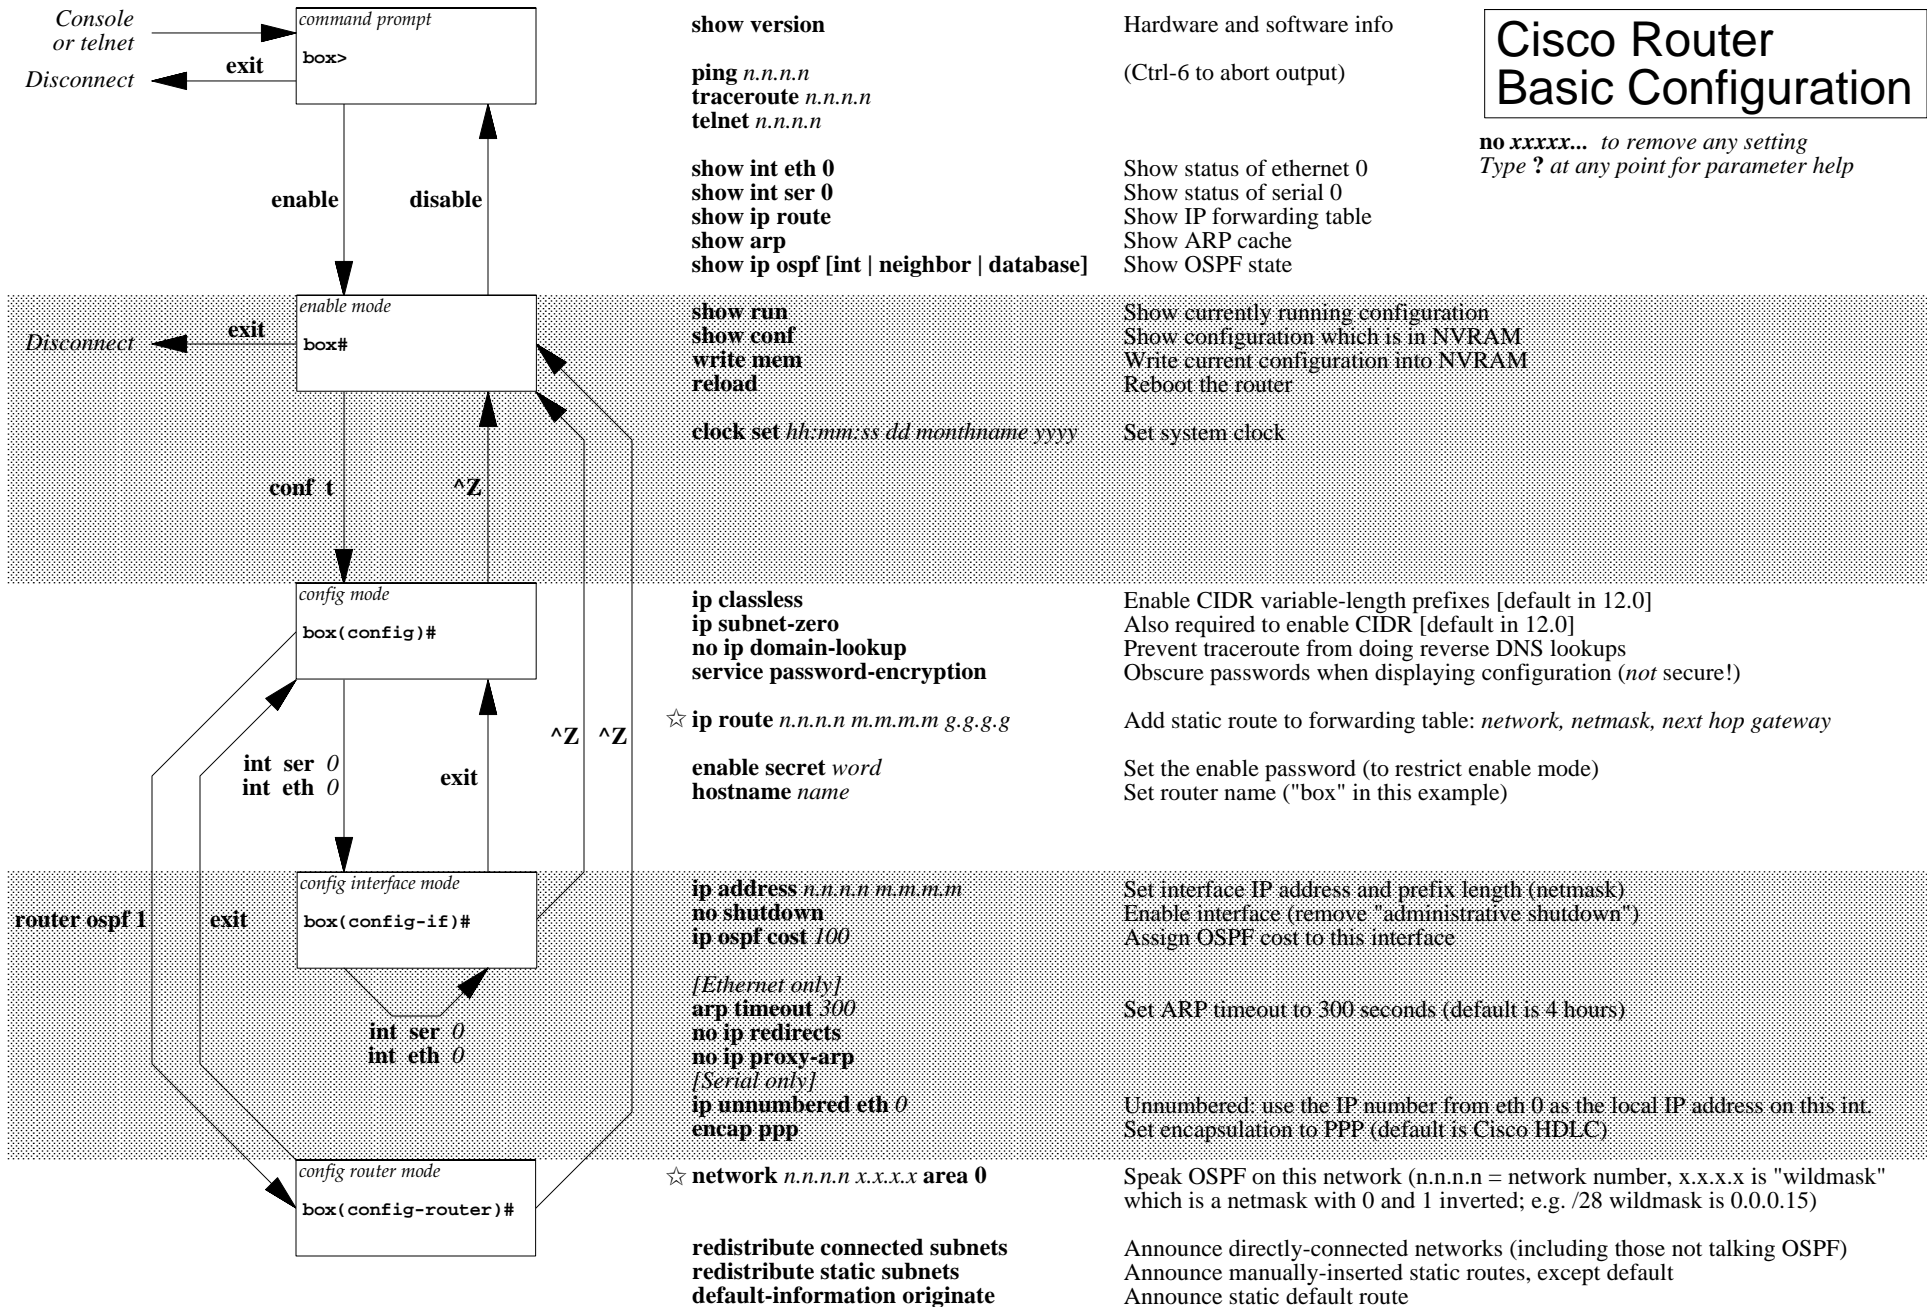 Console
or telnet
Disconnect
exit
command prompt
box>
enable
disable
show version Hardware and software info
ping n.n.n.n (Ctrl-6 to abort output)
traceroute n.n.n.n
telnet n.n.n.n
show int eth 0 Show status of ethernet 0
show int ser 0 Show status of serial 0
show ip route Show IP forwarding table
show arp Show ARP cache
show ip ospf [int | neighbor | database] Show OSPF state
Cisco Router
Basic Configuration
no xxxxx... to remove any setting
Type ? at any point for parameter help
Disconnect
exit
enable mode
box#
conf t
^Z
show run Show currently running configuration
show conf Show configuration which is in NVRAM
write mem Write current configuration into NVRAM
reload Reboot the router
clock set hh:mm:ss dd monthname yyyy Set system clock
config mode
box(config)#
int ser 0
int eth 0
exit
^Z ^Z
ip classless Enable CIDR variable-length prefixes [default in 12.0]
ip subnet-zero Also required to enable CIDR [default in 12.0]
no ip domain-lookup Prevent traceroute from doing reverse DNS lookups
service password-encryption Obscure passwords when displaying configuration (not secure!)
☆ ip route n.n.n.n m.m.m.m g.g.g.g Add static route to forwarding table: network, netmask, next hop gateway
enable secret word Set the enable password (to restrict enable mode)
hostname name Set router name ("box" in this example)
router ospf 1
exit
config interface mode
box(config-if)#
int ser 0
int eth 0
ip address n.n.n.n m.m.m.m Set interface IP address and prefix length (netmask)
no shutdown Enable interface (remove "administrative shutdown")
ip ospf cost 100 Assign OSPF cost to this interface
[Ethernet only]
arp timeout 300 Set ARP timeout to 300 seconds (default is 4 hours)
no ip redirects
no ip proxy-arp
[Serial only]
ip unnumbered eth 0 Unnumbered: use the IP number from eth 0 as the local IP address on this int.
encap ppp Set encapsulation to PPP (default is Cisco HDLC)
config router mode
box(config-router)#
☆ network n.n.n.n x.x.x.x area 0 Speak OSPF on this network (n.n.n.n = network number, x.x.x.x is "wildmask"
which is a netmask with 0 and 1 inverted; e.g. /28 wildmask is 0.0.0.15)
redistribute connected subnets Announce directly-connected networks (including those not talking OSPF)
redistribute static subnets Announce manually-inserted static routes, except default
default-information originate Announce static default route